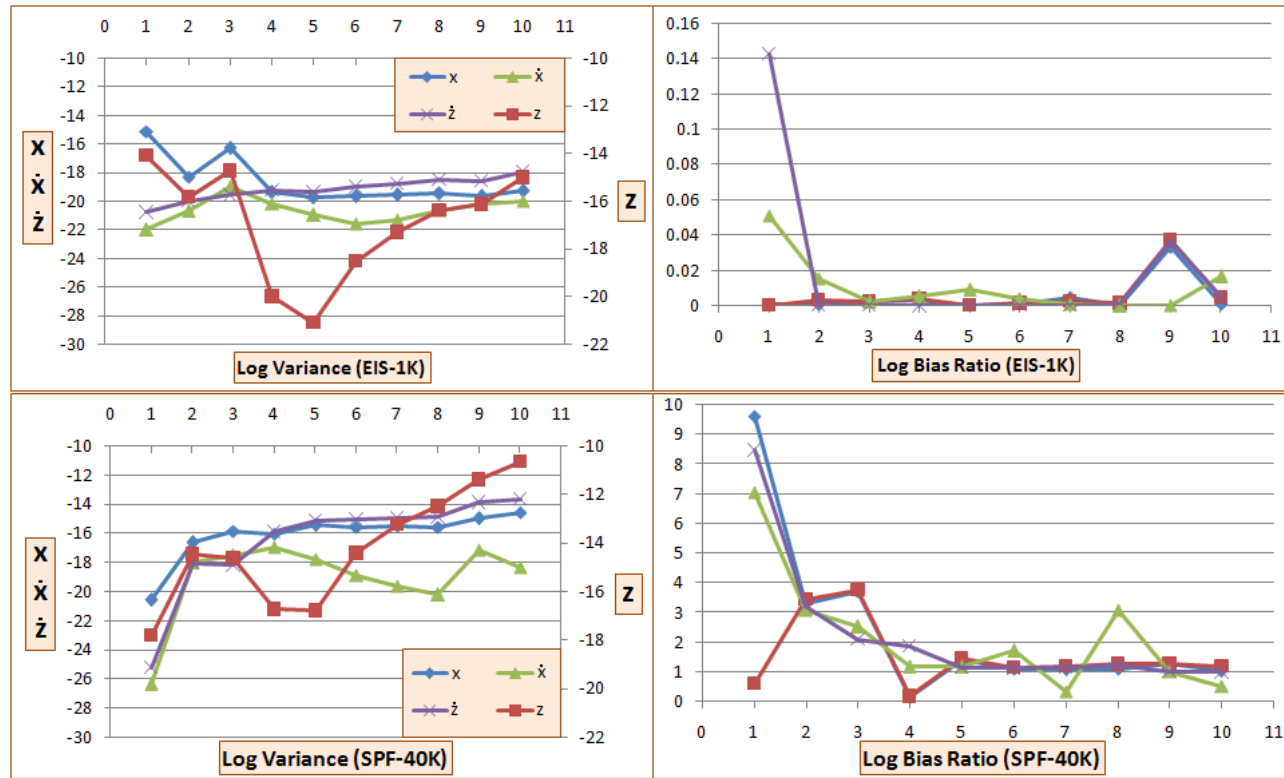 0 1 2 3 4 5 6 7 8 9 10 11
-10 -10
-12
-14 -12
-16
-18 -14
-20
-22 -16
-24 -18
-26
-28 -20
-30 -22
X
Ẋ
Ż
Z
x ẋ
ż z
Log Variance (EIS-1K)
0.16
0.14
0.12
0.1
0.08
0.06
0.04
0.02
0
0 1 2 3 4 5 6 7 8 9 10 11
Log Bias Ratio (EIS-1K)
0 1 2 3 4 5 6 7 8 9 10 11
-10 -10
-12
-14 -12
-16
-18 -14
-20
-22 -16
-24 -18
-26
-28 -20
-30 -22
X
Ẋ
Ż
Z
x ẋ
ż z
Log Variance (SPF-40K)
10
9
8
7
6
5
4
3
2
1
0
0 1 2 3 4 5 6 7 8 9 10 11
Log Bias Ratio (SPF-40K)